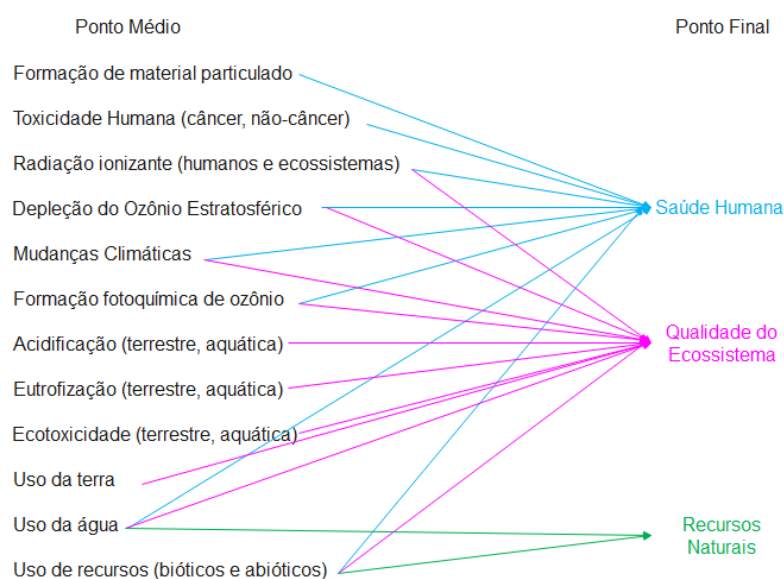 Ponto Médio
Ponto Final
Formação de material particulado
Toxicidade Humana (câncer, não-câncer)
Radiação ionizante (humanos e ecossistemas)
Depleção do Ozônio Estratosférico
Saúde Humana
Mudanças Climáticas
Formação fotoquímica de ozônio
Acidificação (terrestre, aquática)
Qualidade do
Ecossistema
Eutrofização (terrestre, aquática)
Ecotoxicidade (terrestre, aquática)
Uso da terra
Uso da água
Recursos
Naturais
Uso de recursos (bióticos e abióticos)